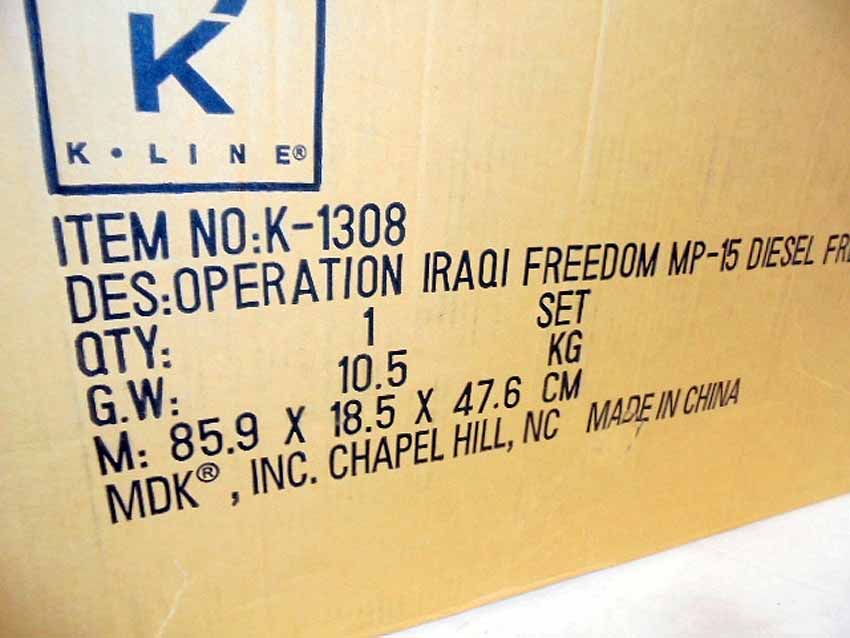 K
K • LINE®
ITEM NO:K-1308
DES:OPERATION IRAQI FREEDOM MP-15 DIESEL
QTY: 1 SET
G.W: 10.5 KG
M: 85.9 X 18.5 X 47.6 CM
MDK®, INC. CHAPEL HILL, NC MADE IN CHINA